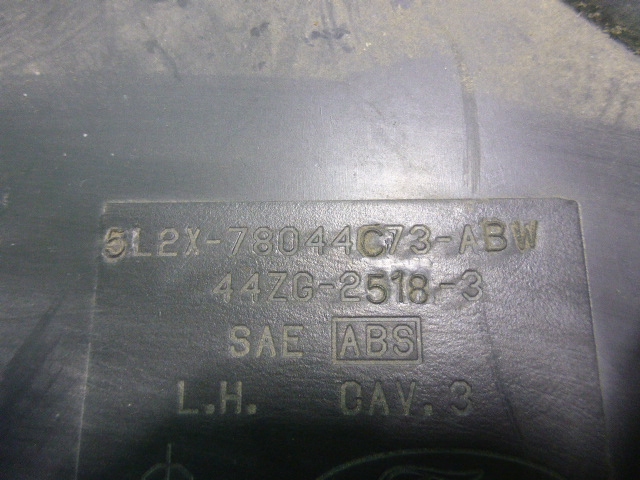 5L2X-78044C73-ABW
44ZG-2518-3
SAE ABS
L.H. CAV. 3